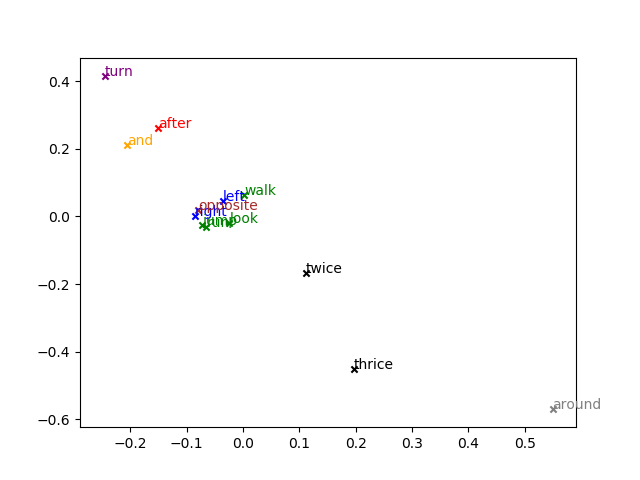 turn
0.4
after
and
0.2
walk
left
opposite
right
0.0
look
jump
run
twice
−0.2
thrice
−0.4
around
−0.6
−0.2 −0.1 0.0 0.1 0.2 0.3 0.4 0.5